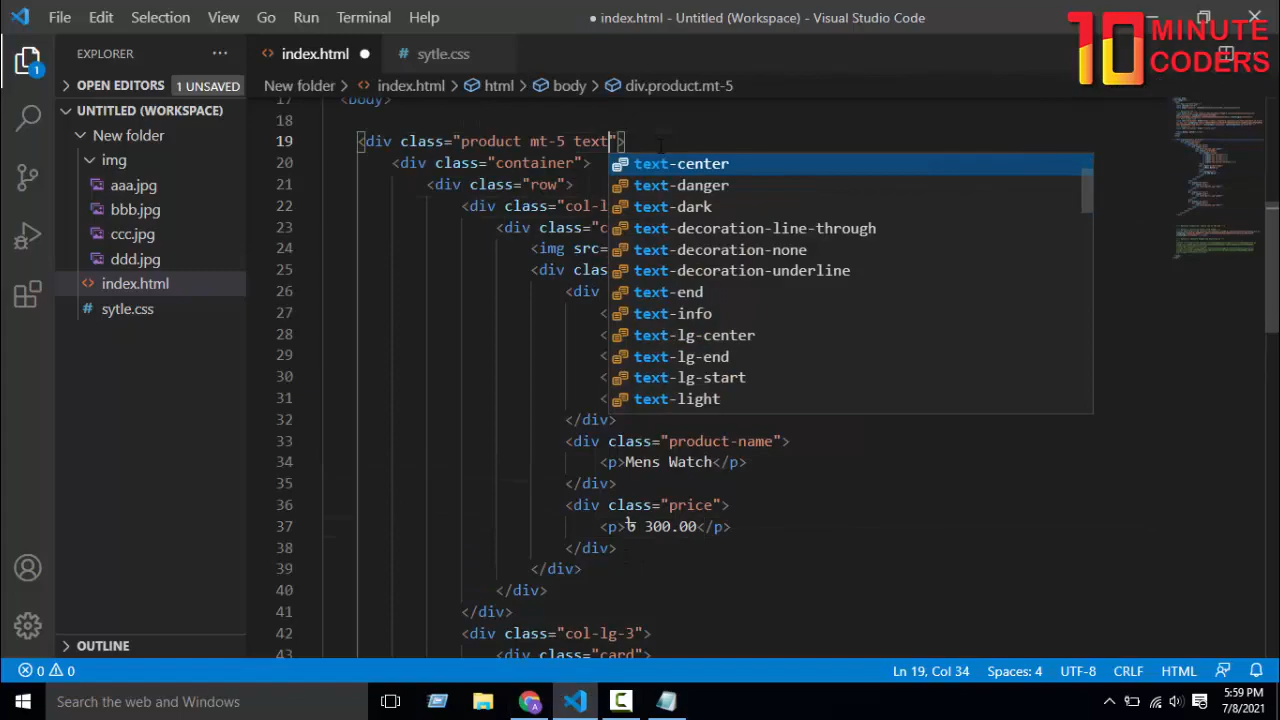 File Edit Selection View Go Run Terminal Help ● index.html - Untitled (Workspace) - Visual Studio Code
10 MINUTE CODERS
EXPLORER ···
index.html ●
# sytle.css
OPEN EDITORS 1 UNSAVED
New folder > index.html > html > body > div.product.mt-5
UNTITLED (WORKSPACE)
New folder
img
aaa.jpg
bbb.jpg
ccc.jpg
ddd.jpg
<> index.html
# sytle.css
OUTLINE
1
17 <body>
18
19 <div class="product mt-5 text">
20 <div class="container">
21 <div class="row">
22 <div class="col-l
23 <div class="c
24 <img src=
25 <div clas
26 <div
27 <
28 <
29 <
30 <
31 <
32 </div>
33 <div class="product-name">
34 <p>Mens Watch</p>
35 </div>
36 <div class="price">
37 <p>৳ 300.00</p>
38 </div>
39 </div>
40 </div>
41 </div>
42 <div class="col-lg-3">
43 <div class="card">
text-center
text-danger
text-dark
text-decoration-line-through
text-decoration-none
text-decoration-underline
text-end
text-info
text-lg-center
text-lg-end
text-lg-start
text-light
0 0 Ln 19, Col 34 Spaces: 4 UTF-8 CRLF HTML
Search the web and Windows
5:59 PM
7/8/2021